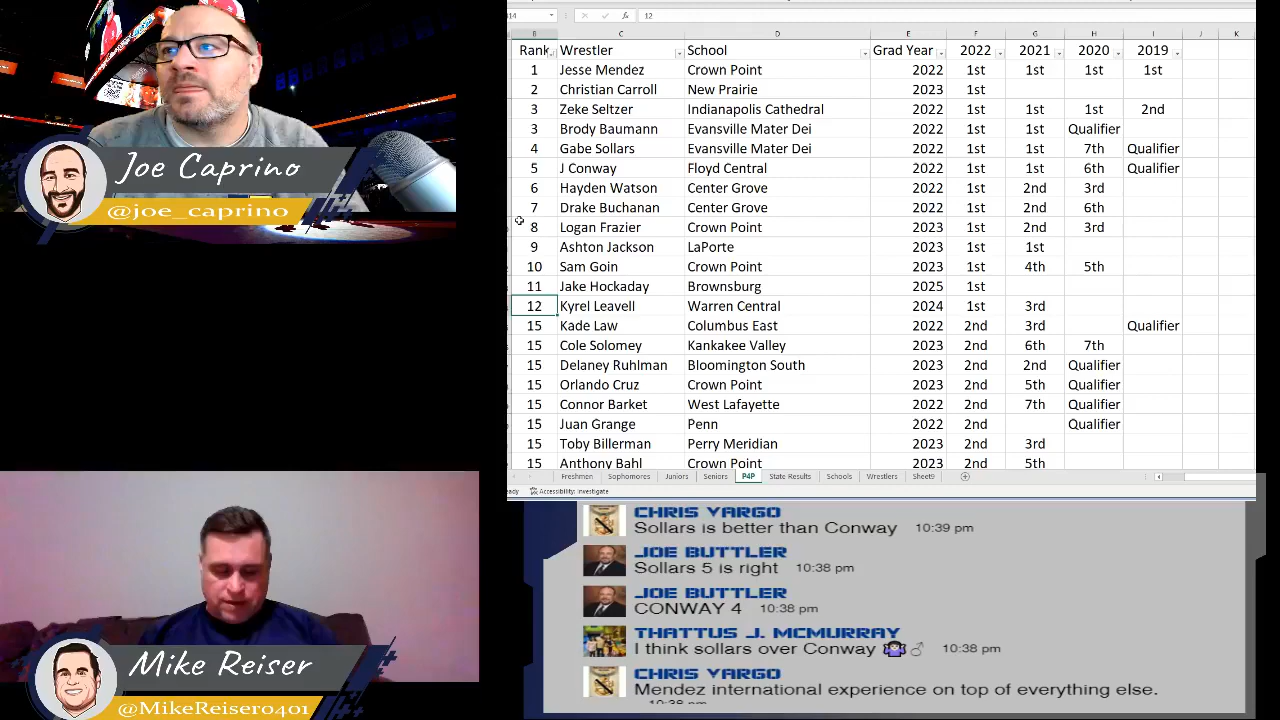 Joe Caprino
@joe_caprino
Mike Reiser
@MikeReiser0401
12
B C D E F G H I J K
Rank Wrestler School Grad Year 2022 2021 2020 2019
1 Jesse Mendez Crown Point 2022 1st 1st 1st 1st
2 Christian Carroll New Prairie 2023 1st
3 Zeke Seltzer Indianapolis Cathedral 2022 1st 1st 1st 2nd
3 Brody Baumann Evansville Mater Dei 2022 1st 1st Qualifier
4 Gabe Sollars Evansville Mater Dei 2022 1st 1st 7th Qualifier
5 J Conway Floyd Central 2022 1st 1st 6th Qualifier
6 Hayden Watson Center Grove 2022 1st 2nd 3rd
7 Drake Buchanan Center Grove 2022 1st 2nd 6th
8 Logan Frazier Crown Point 2023 1st 2nd 3rd
9 Ashton Jackson LaPorte 2023 1st 1st
10 Sam Goin Crown Point 2023 1st 4th 5th
11 Jake Hockaday Brownsburg 2025 1st
12 Kyrel Leavell Warren Central 2024 1st 3rd
15 Kade Law Columbus East 2022 2nd 3rd Qualifier
15 Cole Solomey Kankakee Valley 2023 2nd 6th 7th
15 Delaney Ruhlman Bloomington South 2023 2nd 2nd Qualifier
15 Orlando Cruz Crown Point 2023 2nd 5th Qualifier
15 Connor Barket West Lafayette 2022 2nd 7th Qualifier
15 Juan Grange Penn 2022 2nd Qualifier
15 Toby Billerman Perry Meridian 2023 2nd 3rd
15 Anthony Bahl Crown Point 2023 2nd 5th
Freshmen Sophomores Juniors Seniors P4P State Results Schools Wrestlers Sheet9
Accessibility: Investigate
CHRIS VARGO
Sollars is better than Conway 10:39 pm
JOE BUTTLER
Sollars 5 is right 10:38 pm
JOE BUTTLER
CONWAY 4 10:38 pm
THATTUS J. MCMURRAY
I think sollars over Conway 🤷🏻♂ 10:38 pm
CHRIS VARGO
Mendez international experience on top of everything else.
10:38 pm